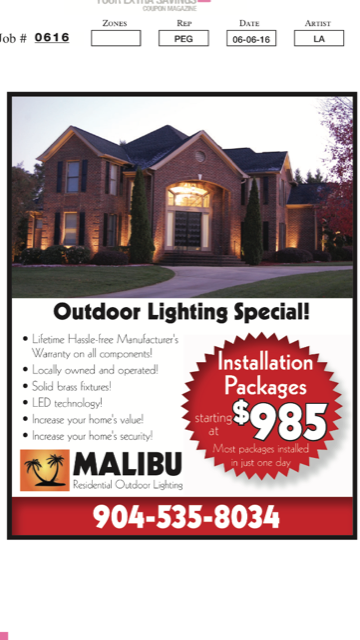 YOUR EXTRA SAVINGS
COUPON MAGAZINE
Job # 0616
ZONES
REP
PEG
DATE
06-06-16
ARTIST
LA
Outdoor Lighting Special!
• Lifetime Hassle-free Manufacturer's
Warranty on all components!
• Locally owned and operated!
• Solid brass fixtures!
• LED technology!
• Increase your home's value!
• Increase your home's security!
Installation
Packages
starting
at
$985
Most packages installed
in just one day
MALIBU
Residential Outdoor Lighting
904-535-8034